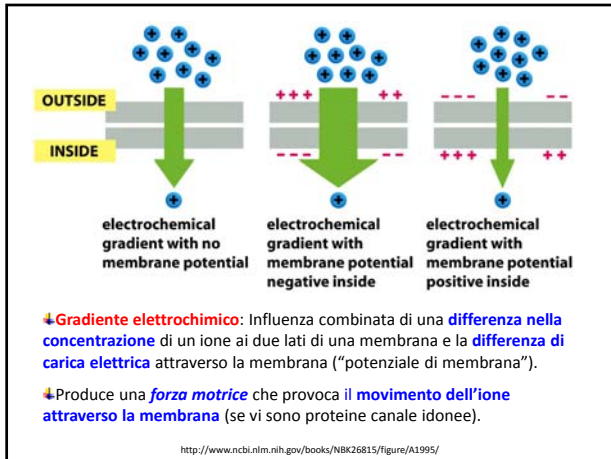 OUTSIDE
+++ ++
--- --
INSIDE
--- --
+++ ++
electrochemical
gradient with no
membrane potential
electrochemical
gradient with
membrane potential
negative inside
electrochemical
gradient with
membrane potential
positive inside
Gradiente elettrochimico: Influenza combinata di una differenza nella
concentrazione di un ione ai due lati di una membrana e la differenza di
carica elettrica attraverso la membrana (“potenziale di membrana”).
Produce una forza motrice che provoca il movimento dell’ione
attraverso la membrana (se vi sono proteine canale idonee).
http://www.ncbi.nlm.nih.gov/books/NBK26815/figure/A1995/